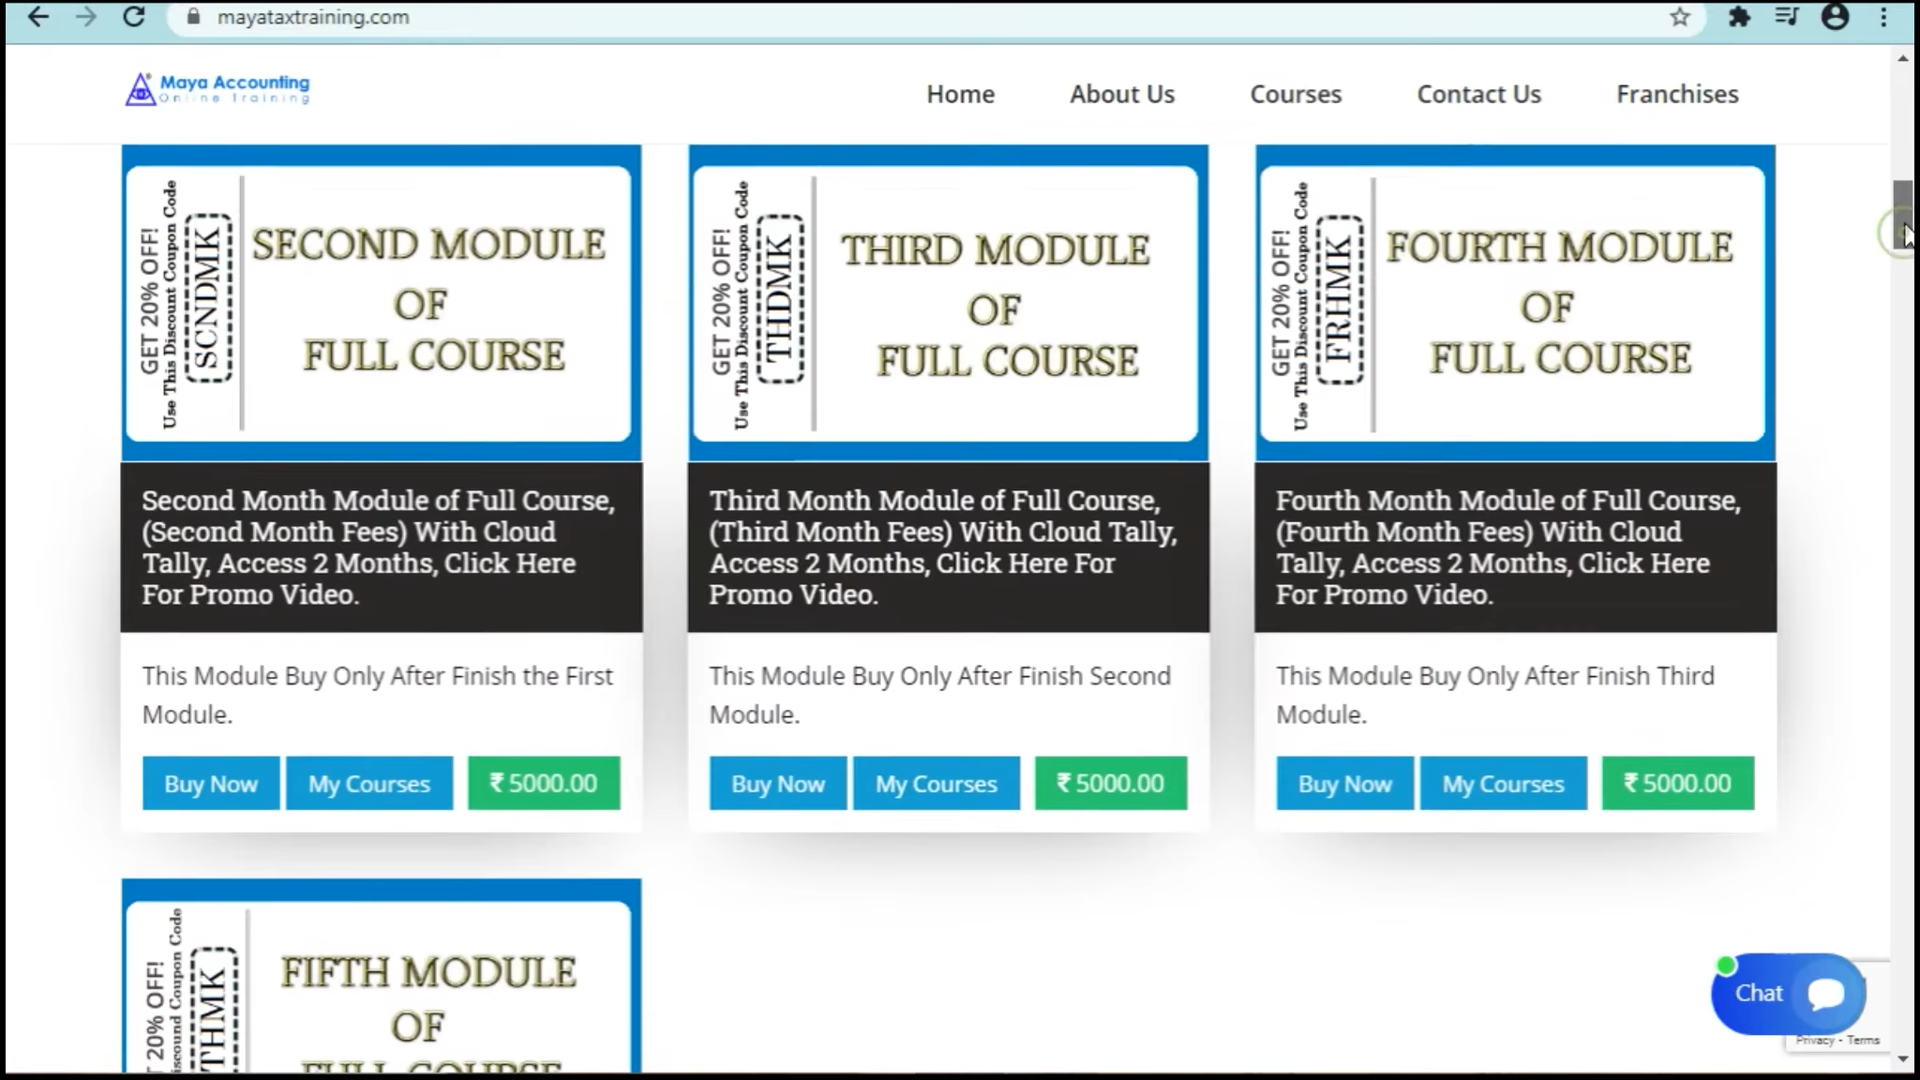 mayataxtraining.com
Maya Accounting
Online Training
Home
About Us
Courses
Contact Us
Franchises
GET 20% OFF!
Use This Discount Coupon Code
SCNDMK
SECOND MODULE
OF
FULL COURSE
Second Month Module of Full Course,
(Second Month Fees) With Cloud
Tally, Access 2 Months, Click Here
For Promo Video.
This Module Buy Only After Finish the First
Module.
Buy Now
My Courses
₹ 5000.00
GET 20% OFF!
Use This Discount Coupon Code
THDMK
THIRD MODULE
OF
FULL COURSE
Third Month Module of Full Course,
(Third Month Fees) With Cloud Tally,
Access 2 Months, Click Here For
Promo Video.
This Module Buy Only After Finish Second
Module.
Buy Now
My Courses
₹ 5000.00
GET 20% OFF!
Use This Discount Coupon Code
FRHMK
FOURTH MODULE
OF
FULL COURSE
Fourth Month Module of Full Course,
(Fourth Month Fees) With Cloud
Tally, Access 2 Months, Click Here
For Promo Video.
This Module Buy Only After Finish Third
Module.
Buy Now
My Courses
₹ 5000.00
20% OFF!
Coupon Code
THMK
FIFTH MODULE
OF
FULL COURSE
Chat
Privacy - Terms